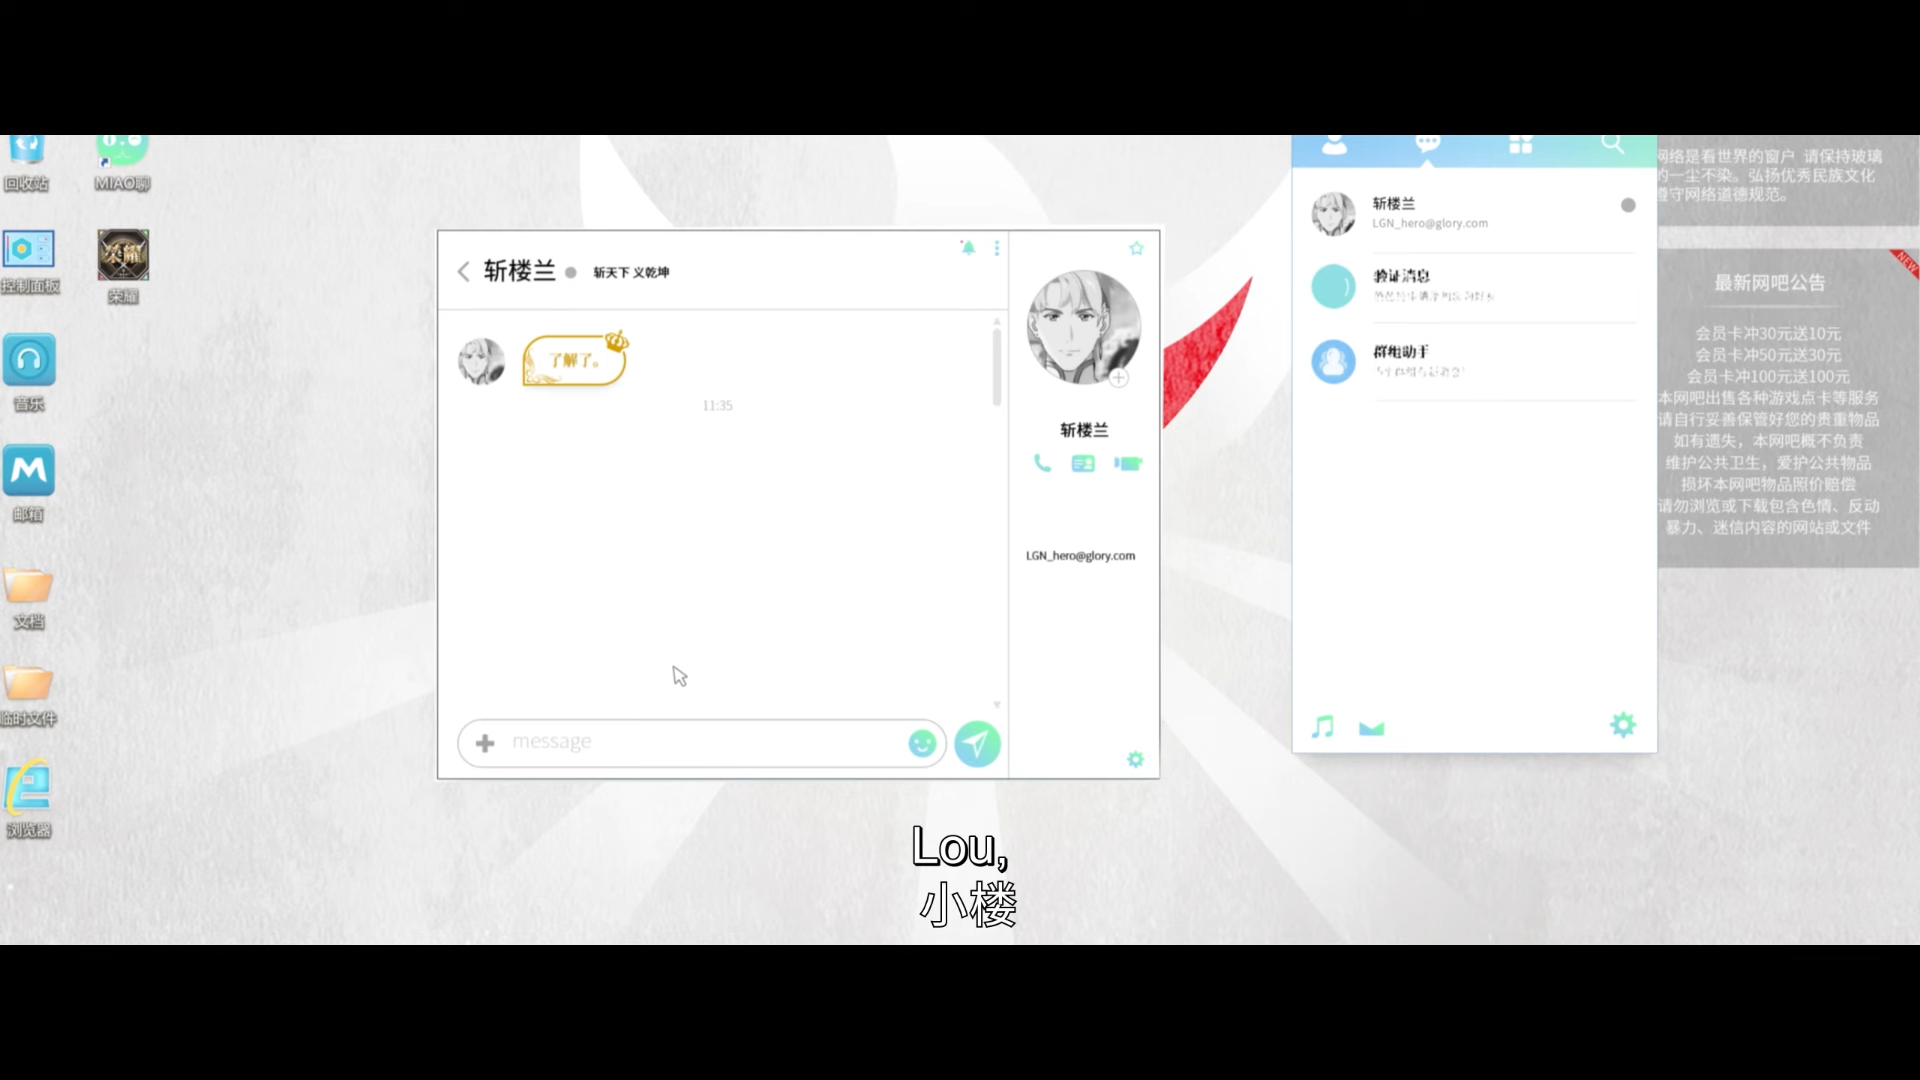 回收站
MIAO聊
控制面板
荣耀
荣耀
音乐
邮箱
文档
临时文件
浏览器
斩楼兰
斩天下 义乾坤
了解了。
11:35
message
斩楼兰
LGN_hero@glory.com
斩楼兰
LGN_hero@glory.com
验证消息
群组助手
网络是看世界的窗户 请保持玻璃
的一尘不染。弘扬优秀民族文化
遵守网络道德规范。
NEW
最新网吧公告
会员卡冲30元送10元
会员卡冲50元送30元
会员卡冲100元送100元
本网吧出售各种游戏点卡等服务
请自行妥善保管好您的贵重物品
如有遗失，本网吧概不负责
维护公共卫生，爱护公共物品
损坏本网吧物品照价赔偿
请勿浏览或下载包含色情、反动
暴力、迷信内容的网站或文件
Lou,
小楼